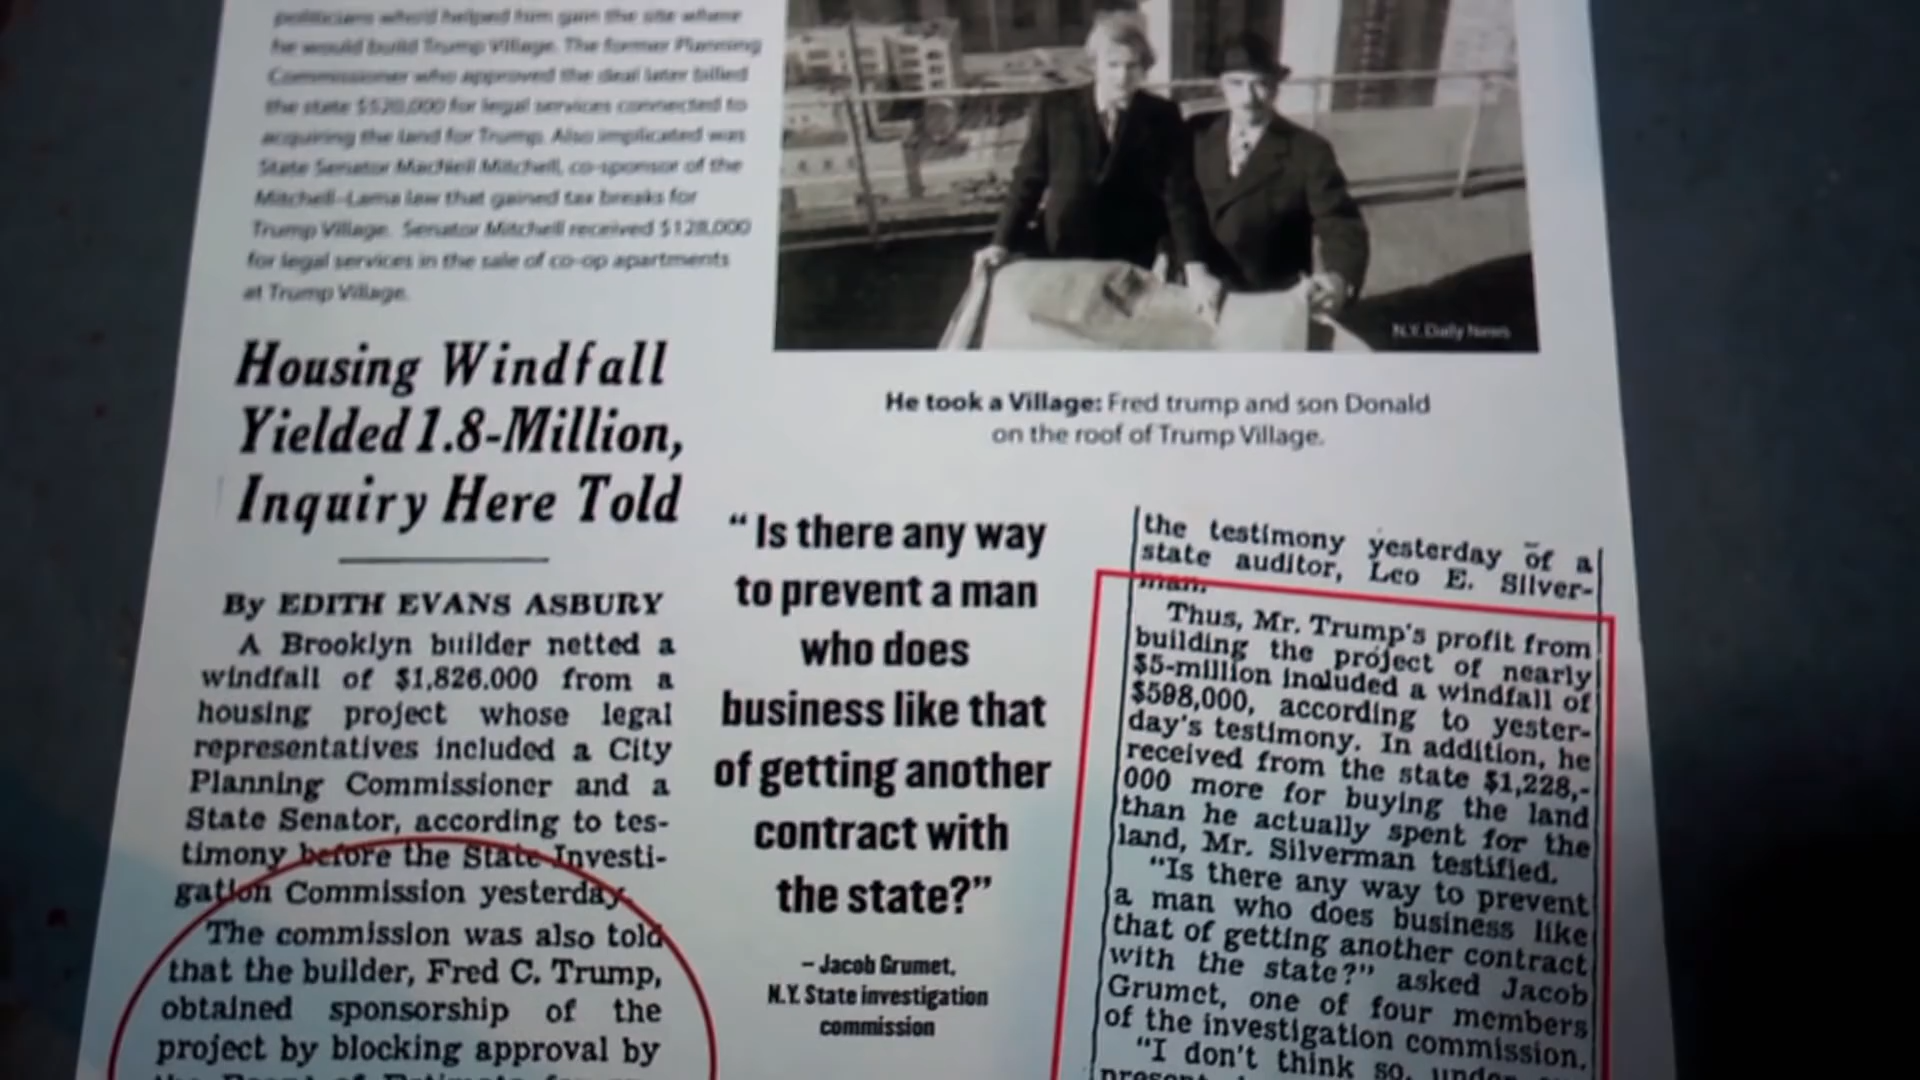 politicians who'd helped him gain the site where
he would build Trump Village. The former Planning
Commissioner who approved the deal later billed
the state $520,000 for legal services connected to
acquiring the land for Trump. Also implicated was
State Senator MacNeil Mitchell, co-sponsor of the
Mitchell-Lama law that gained tax breaks for
Trump Village. Senator Mitchell received $128,000
for legal services in the sale of co-op apartments
at Trump Village.
N.Y. Daily News
He took a Village: Fred trump and son Donald
on the roof of Trump Village.
Housing Windfall
Yielded 1.8-Million,
Inquiry Here Told
By EDITH EVANS ASBURY
A Brooklyn builder netted a
windfall of $1,826.000 from a
housing project whose legal
representatives included a City
Planning Commissioner and a
State Senator, according to tes-
timony before the State Investi-
gation Commission yesterday.
The commission was also told
that the builder, Fred C. Trump,
obtained sponsorship of the
project by blocking approval by
“Is there any way
to prevent a man
who does
business like that
of getting another
contract with
the state?”
– Jacob Grumet,
N.Y. State investigation
commission
the testimony yesterday of a
state auditor, Leo E. Silver-
man.
Thus, Mr. Trump's profit from
building the project of nearly
$5-million included a windfall of
$598,000, according to yester-
day's testimony. In addition, he
received from the state $1,228,-
000 more for buying the land
than he actually spent for the
land, Mr. Silverman testified.
“Is there any way to prevent
a man who does business like
that of getting another contract
with the state?” asked Jacob
Grumet, one of four members
of the investigation commission.
“I don't think so, under